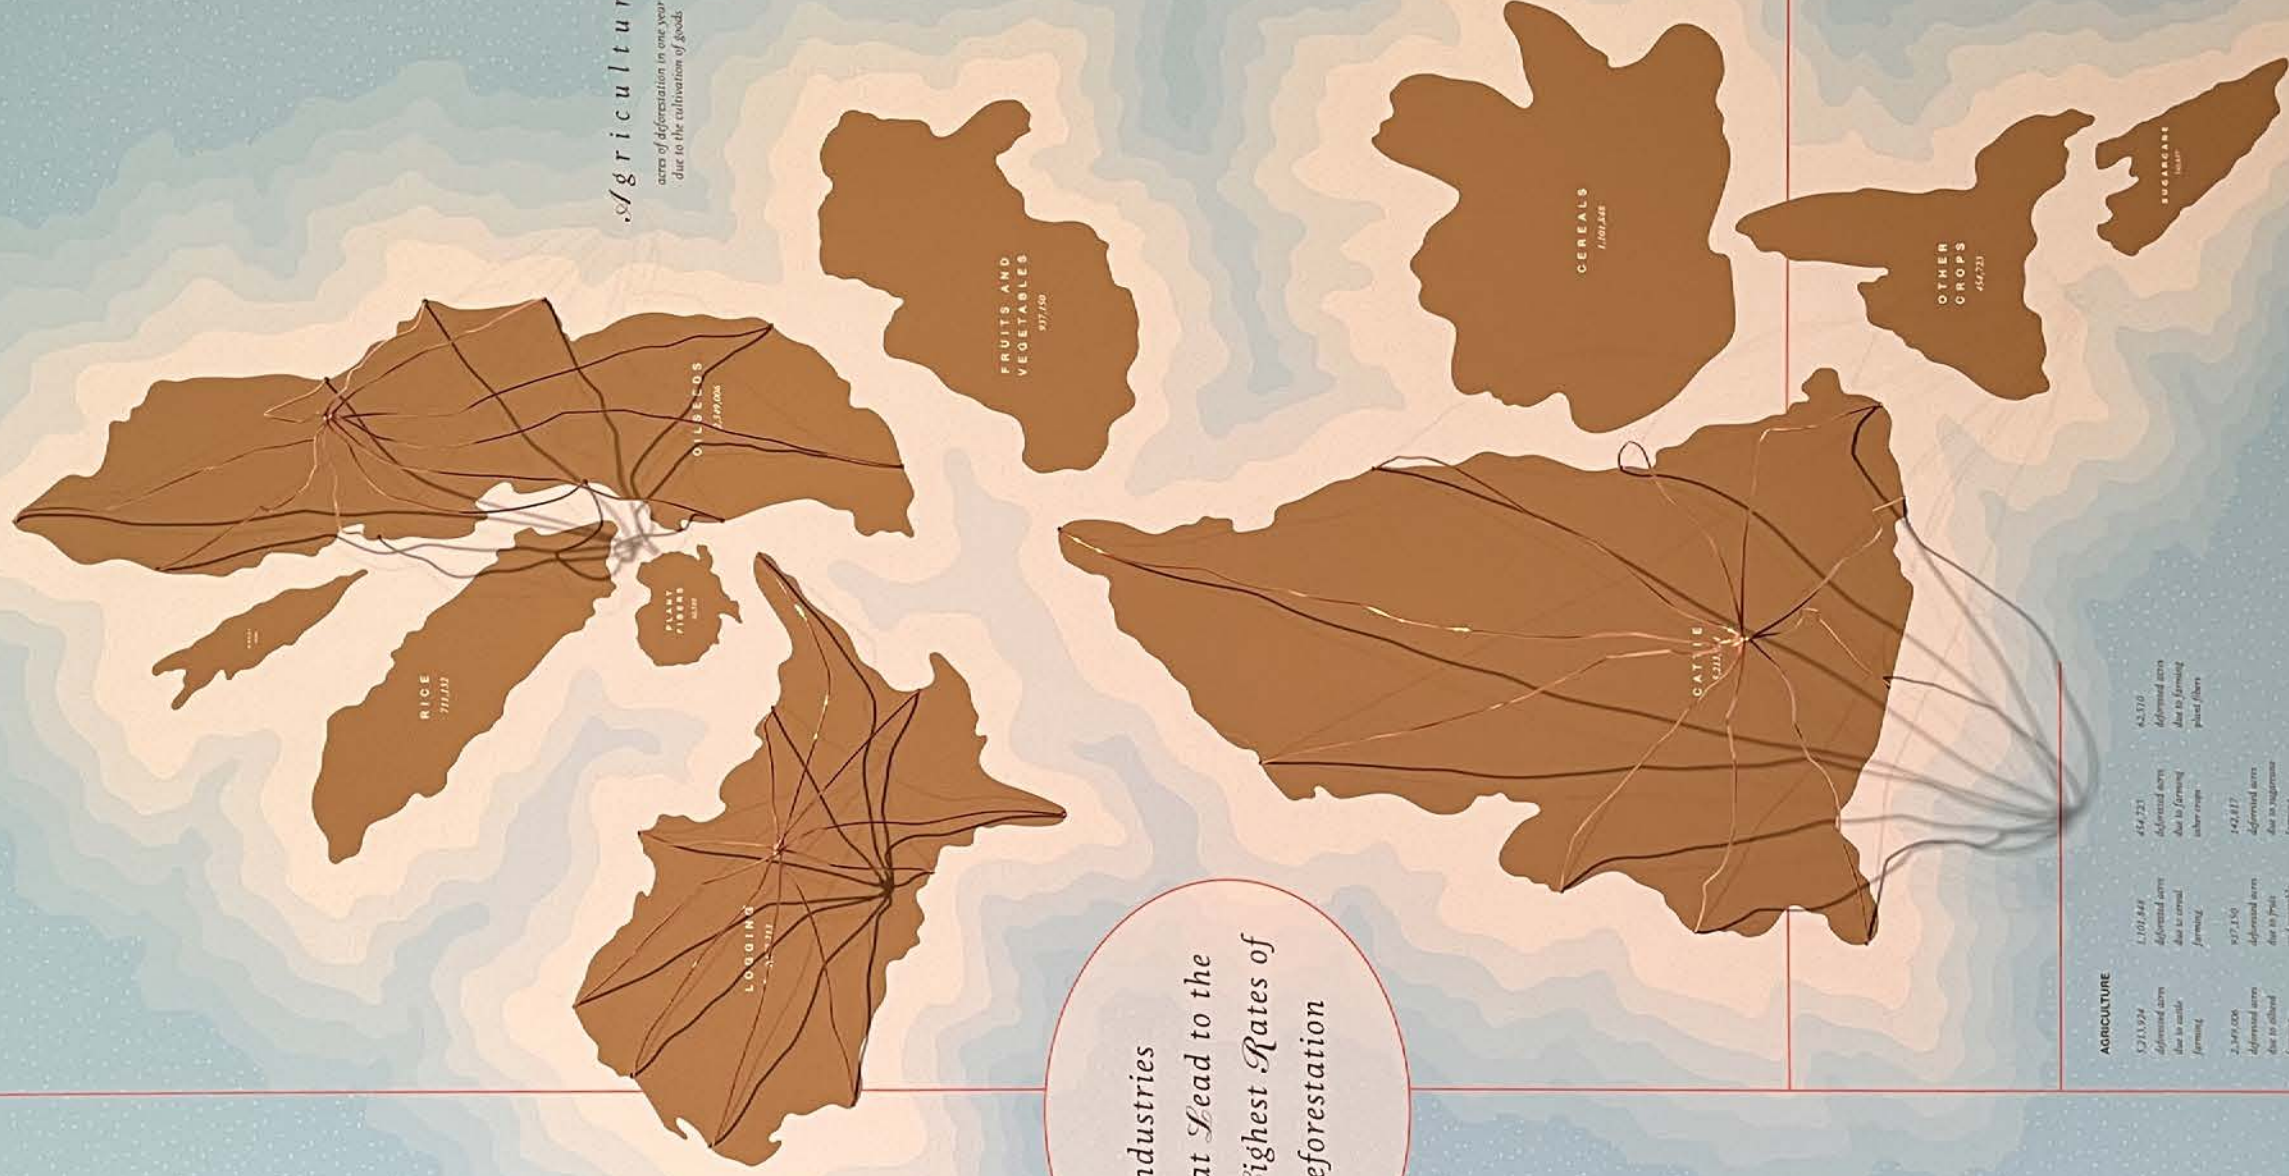 Agricultur
acres of deforestation in one year
due to the cultivation of goods
OILSEEDS
2,349,006
FRUITS AND
VEGETABLES
937,150
CEREALS
1,101,848
OTHER
CROPS
454,723
SUGARCANE
RICE
711,132
PLANT
FIBERS
LOGGING
CATTLE
ndustries
at Lead to the
ighest Rates of
eforestation
AGRICULTURE
5,213,924
deforested acres
due to cattle
farming
1,101,848
deforested acres
due to cereal
farming
454,723
deforested acres
due to farming
other crops
62,510
deforested acres
due to farming
plant fibers
2,349,006
deforested acres
due to oilseed
937,150
deforested acres
due to fruit
142,817
deforested acres
due to sugarcane